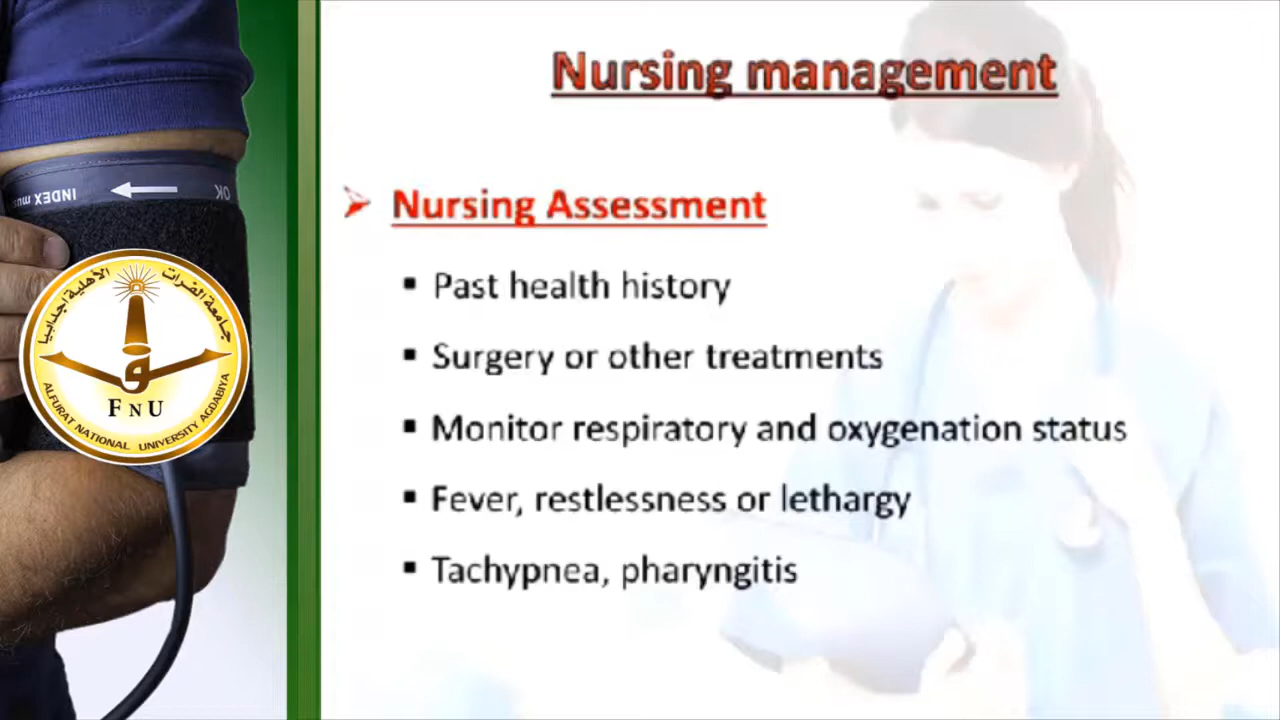 Nursing management
Nursing Assessment
Past health history
Surgery or other treatments
Monitor respiratory and oxygenation status
Fever, restlessness or lethargy
Tachypnea, pharyngitis
INDEX
OK
جامعة الفرات الأهلية اجدابيا
FNU
ALFURAT NATIONAL UNIVERSITY AGDABIYA